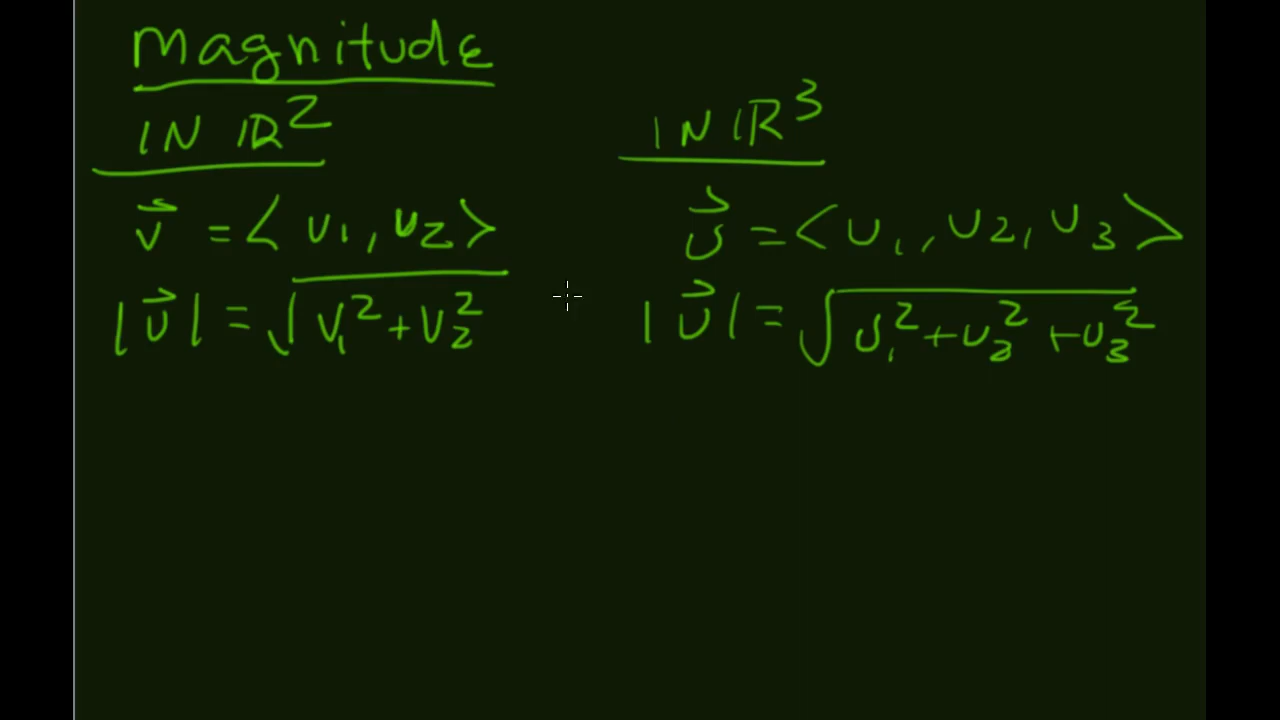 Magnitude
IN ℝ²
v⃗ = ⟨v₁, v₂⟩
|v⃗| = √(v₁² + v₂²)
IN ℝ³
v⃗ = ⟨v₁, v₂, v₃⟩
|v⃗| = √(v₁² + v₂² + v₃²)